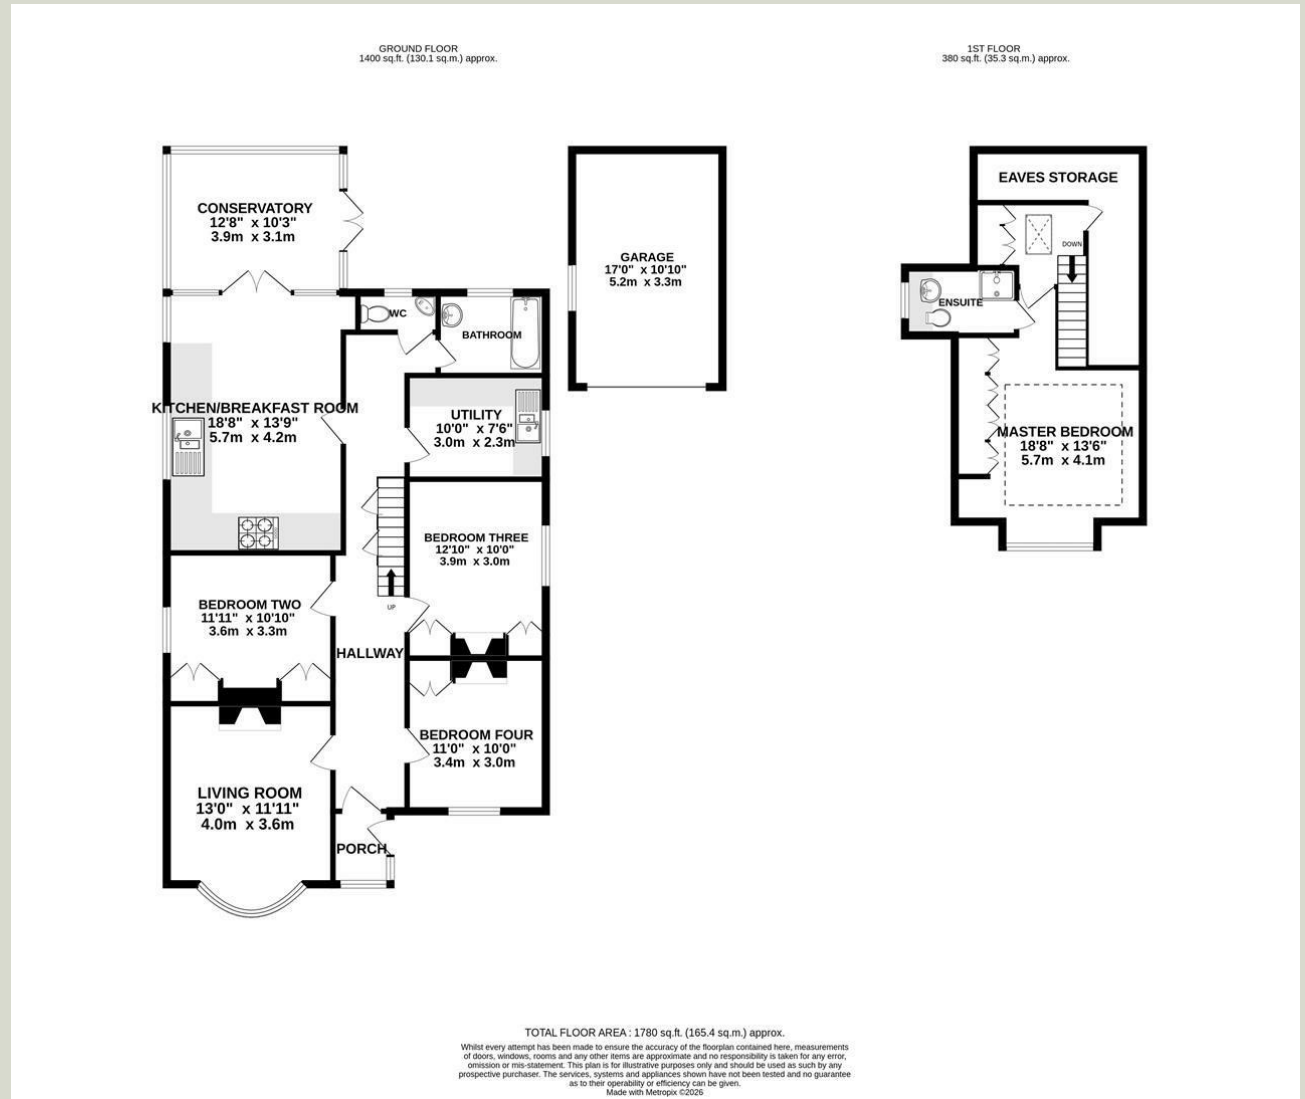 GROUND FLOOR
1400 sq.ft. (130.1 sq.m.) approx.
1ST FLOOR
380 sq.ft. (35.3 sq.m.) approx.
CONSERVATORY
12'8" x 10'3"
3.9m x 3.1m
GARAGE
17'0" x 10'10"
5.2m x 3.3m
EAVES STORAGE
DOWN
ENSUITE
WC
BATHROOM
KITCHEN/BREAKFAST ROOM
18'8" x 13'9"
5.7m x 4.2m
UTILITY
10'0" x 7'6"
3.0m x 2.3m
MASTER BEDROOM
18'8" x 13'6"
5.7m x 4.1m
BEDROOM THREE
12'10" x 10'0"
3.9m x 3.0m
BEDROOM TWO
11'11" x 10'10"
3.6m x 3.3m
UP
HALLWAY
BEDROOM FOUR
11'0" x 10'0"
3.4m x 3.0m
LIVING ROOM
13'0" x 11'11"
4.0m x 3.6m
PORCH
TOTAL FLOOR AREA : 1780 sq.ft. (165.4 sq.m.) approx.
Whilst every attempt has been made to ensure the accuracy of the floorplan contained here, measurements
of doors, windows, rooms and any other items are approximate and no responsibility is taken for any error,
omission or mis-statement. This plan is for illustrative purposes only and should be used as such by any
prospective purchaser. The services, systems and appliances shown have not been tested and no guarantee
as to their operability or efficiency can be given.
Made with Metropix ©2026